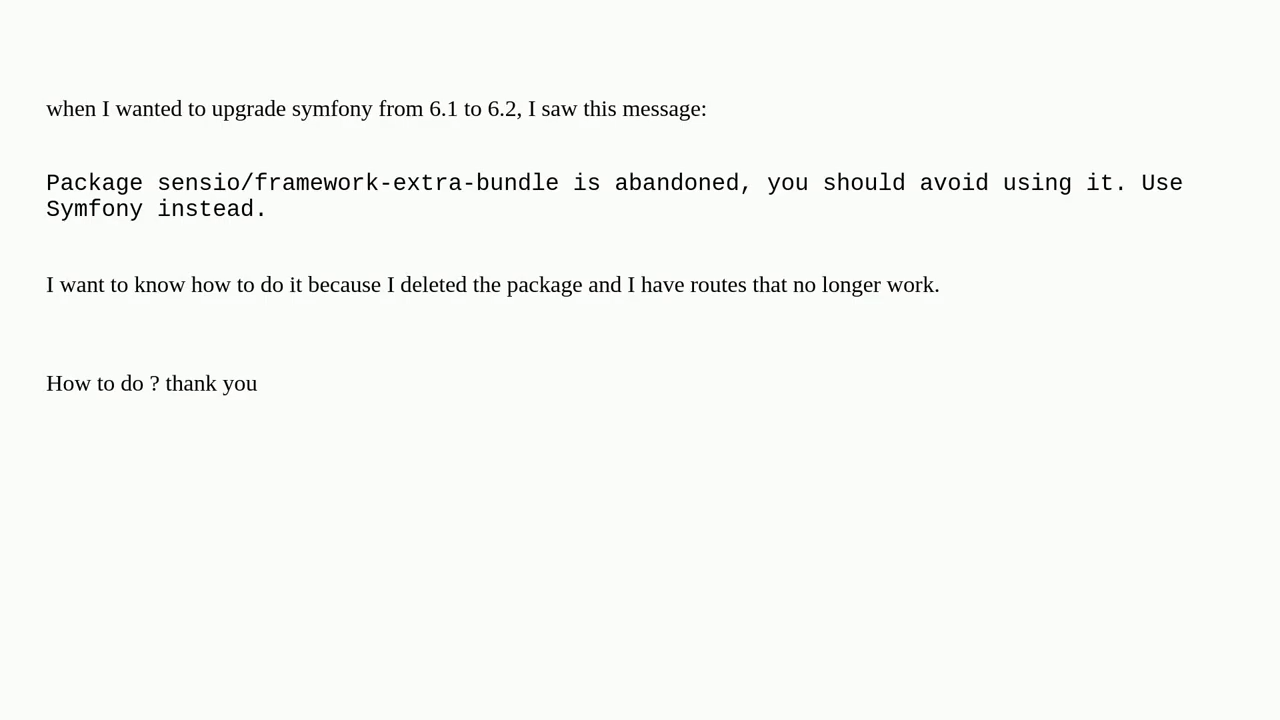 when I wanted to upgrade symfony from 6.1 to 6.2, I saw this message:
Package sensio/framework-extra-bundle is abandoned, you should avoid using it. Use
Symfony instead.
I want to know how to do it because I deleted the package and I have routes that no longer work.
How to do ? thank you